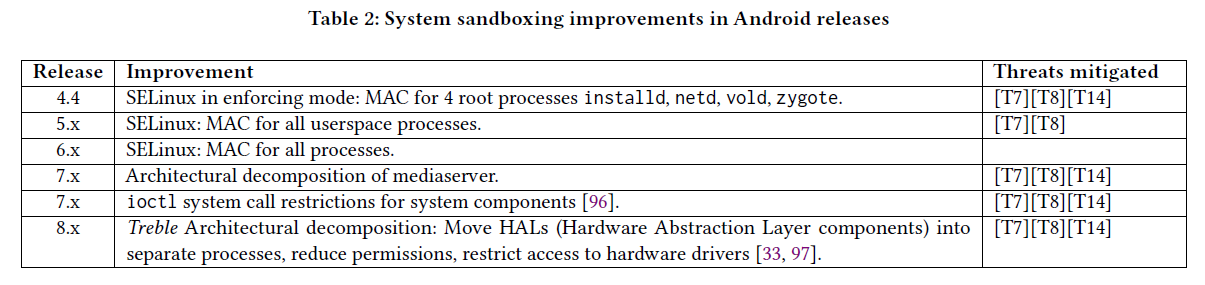 Table 2: System sandboxing improvements in Android releases
Release Improvement Threats mitigated
4.4 SELinux in enforcing mode: MAC for 4 root processes installd, netd, vold, zygote. [T7][T8][T14]
5.x SELinux: MAC for all userspace processes. [T7][T8]
6.x SELinux: MAC for all processes.
7.x Architectural decomposition of mediaserver. [T7][T8][T14]
7.x ioctl system call restrictions for system components [96]. [T7][T8][T14]
8.x Treble Architectural decomposition: Move HALs (Hardware Abstraction Layer components) into [T7][T8][T14]
separate processes, reduce permissions, restrict access to hardware drivers [33, 97].